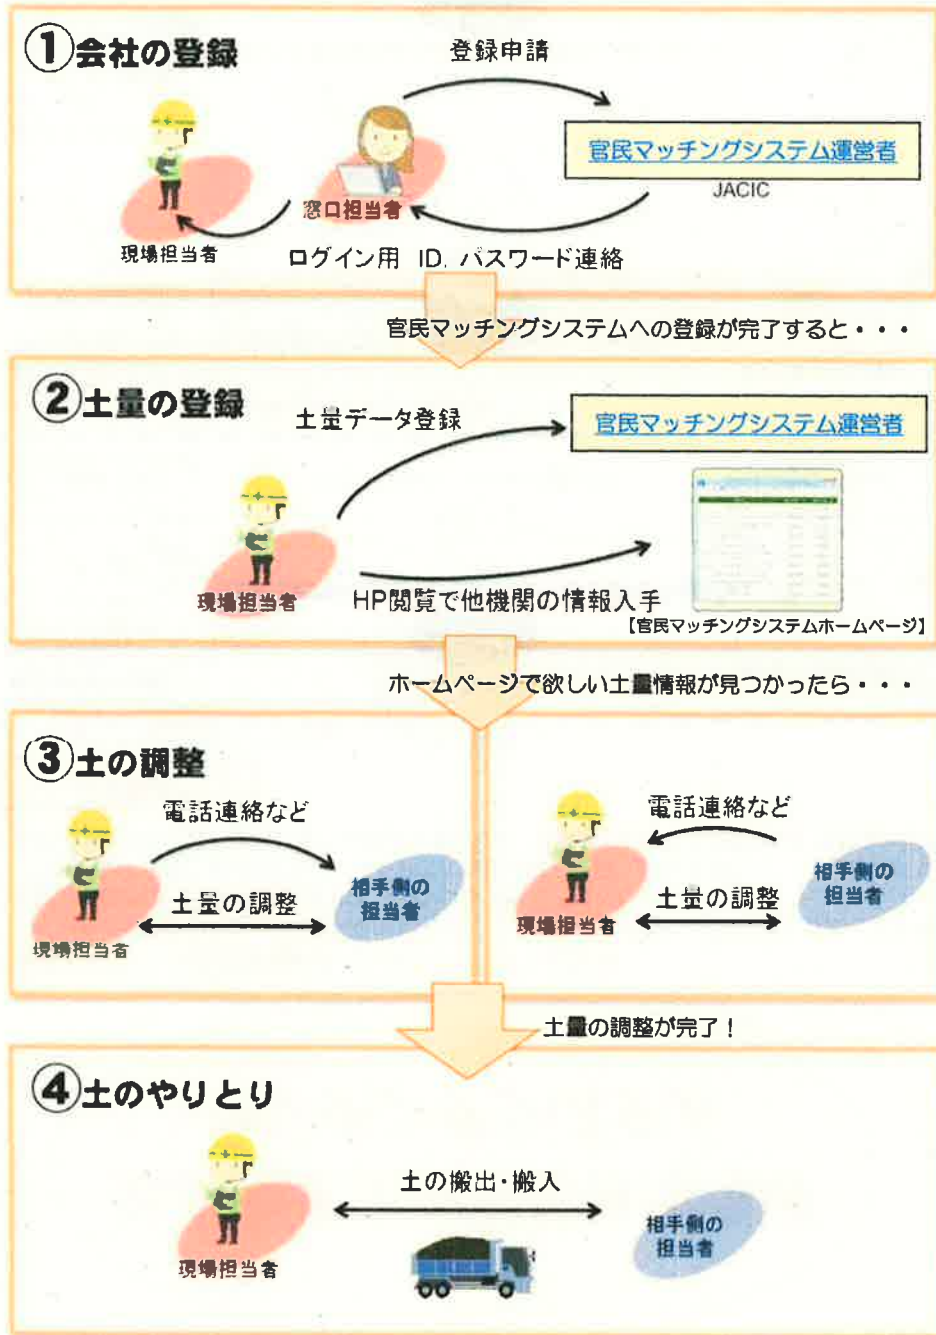 ①会社の登録
登録申請
官民マッチングシステム運営者
JACIC
窓口担当者
現場担当者
ログイン用 ID,パスワード連絡
官民マッチングシステムへの登録が完了すると・・・
②土量の登録
土量データ登録
官民マッチングシステム運営者
現場担当者
HP閲覧で他機関の情報入手
【官民マッチングシステムホームページ】
ホームページで欲しい土量情報が見つかったら・・・
③土の調整
電話連絡など
相手側の
担当者
土量の調整
現場担当者
電話連絡など
相手側の
担当者
土量の調整
現場担当者
土量の調整が完了！
④土のやりとり
土の搬出・搬入
相手側の
担当者
現場担当者